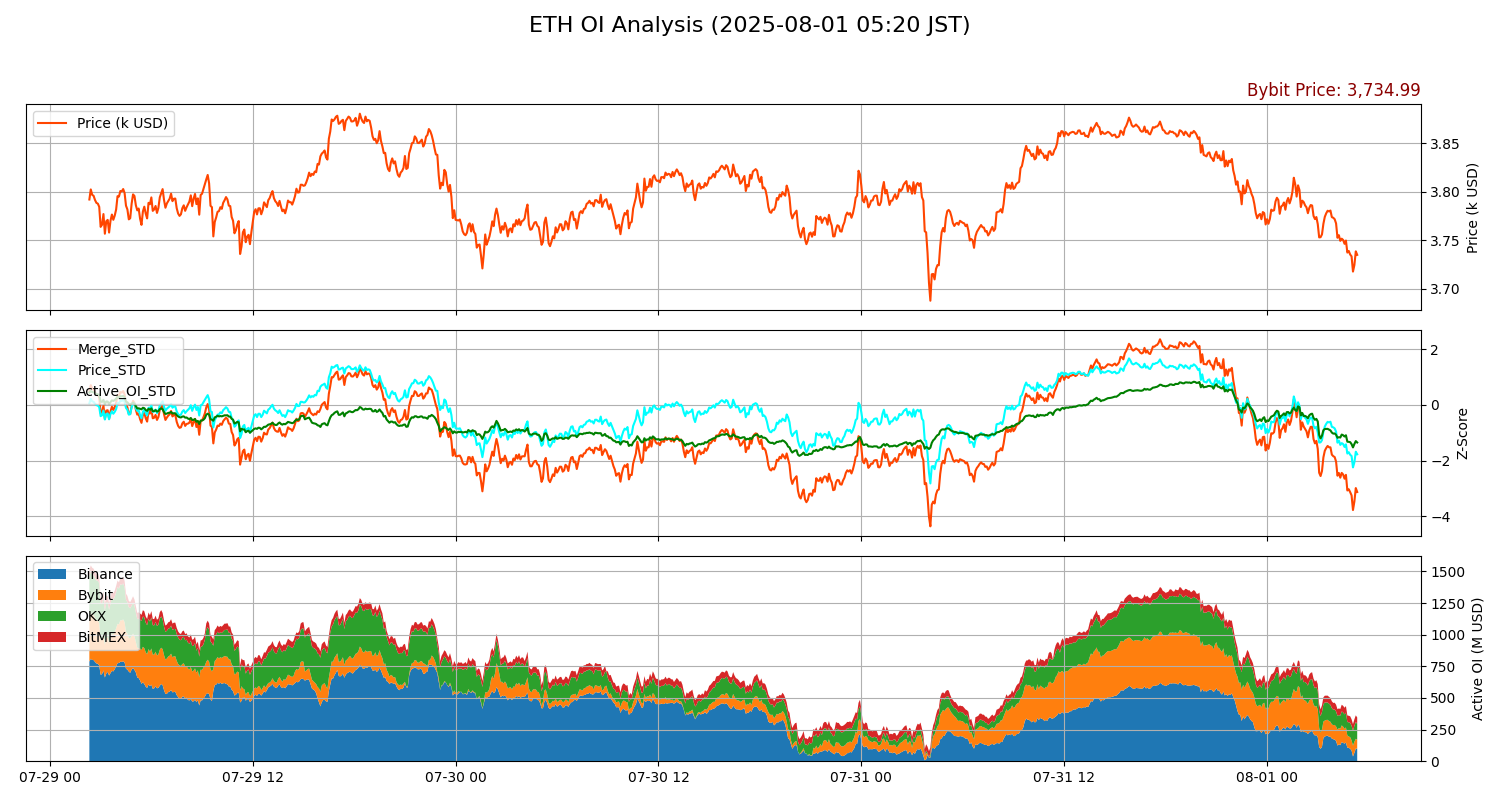 ETH OI Analysis (2025-08-01 05:20 JST)
Bybit Price: 3,734.99
Price (k USD)
3.85
3.80
3.75
3.70
Price (k USD)
Merge_STD
Price_STD
Active_OI_STD
2
0
−2
−4
Z-Score
Binance
Bybit
OKX
BitMEX
1500
1250
1000
750
500
250
0
Active OI (M USD)
07-29 00
07-29 12
07-30 00
07-30 12
07-31 00
07-31 12
08-01 00